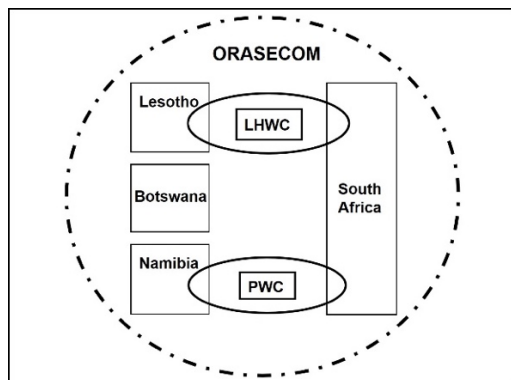 ORASECOM
Lesotho
LHWC
Botswana
South
Africa
Namibia
PWC